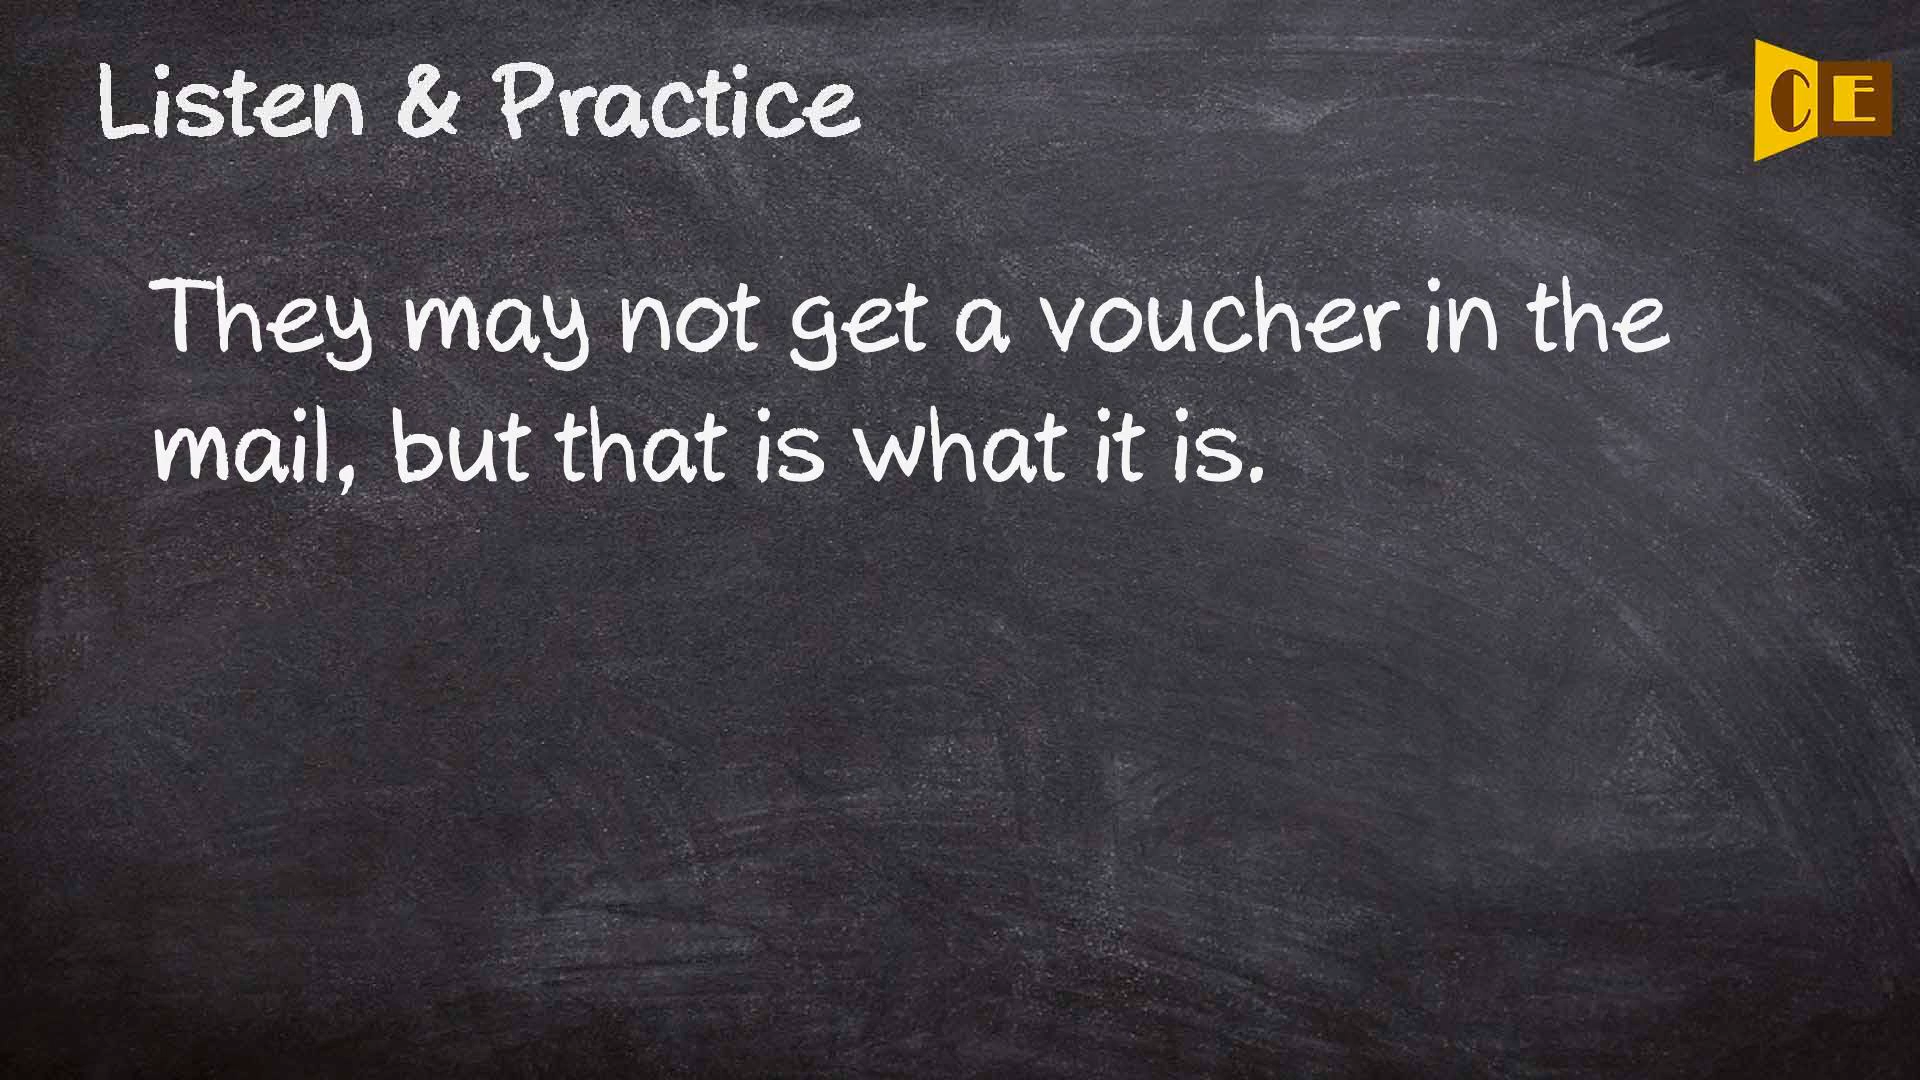 Listen & Practice
CE
They may not get a voucher in the
mail, but that is what it is.